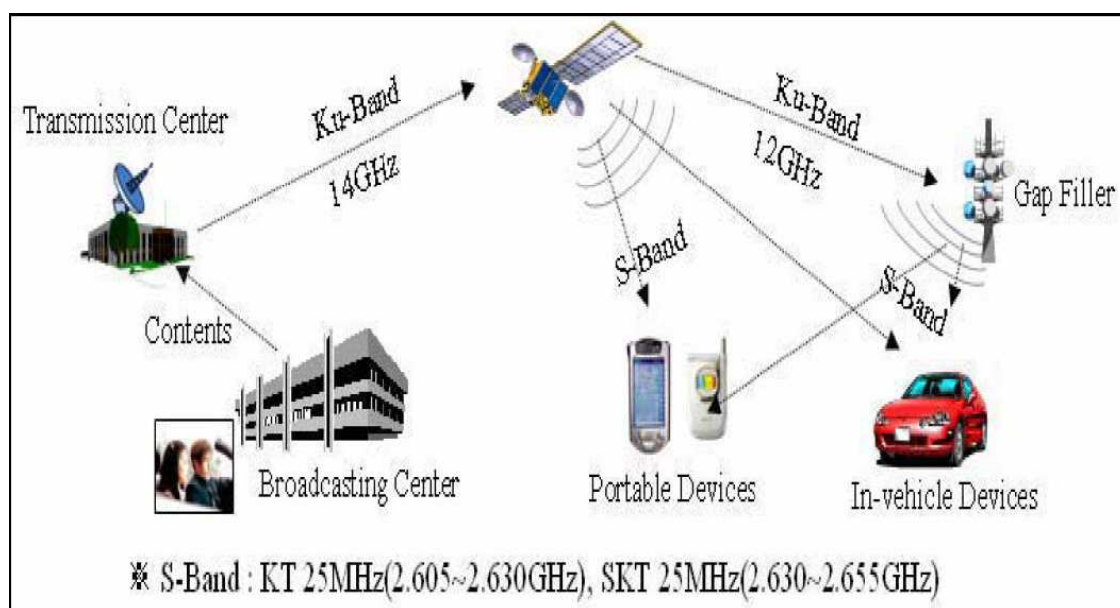 Transmission Center
Ku-Band
14GHz
Ku-Band
12GHz
Gap Filler
S-Band
S-Band
Contents
Broadcasting Center
Portable Devices
In-vehicle Devices
※ S-Band : KT 25MHz(2.605~2.630GHz), SKT 25MHz(2.630~2.655GHz)